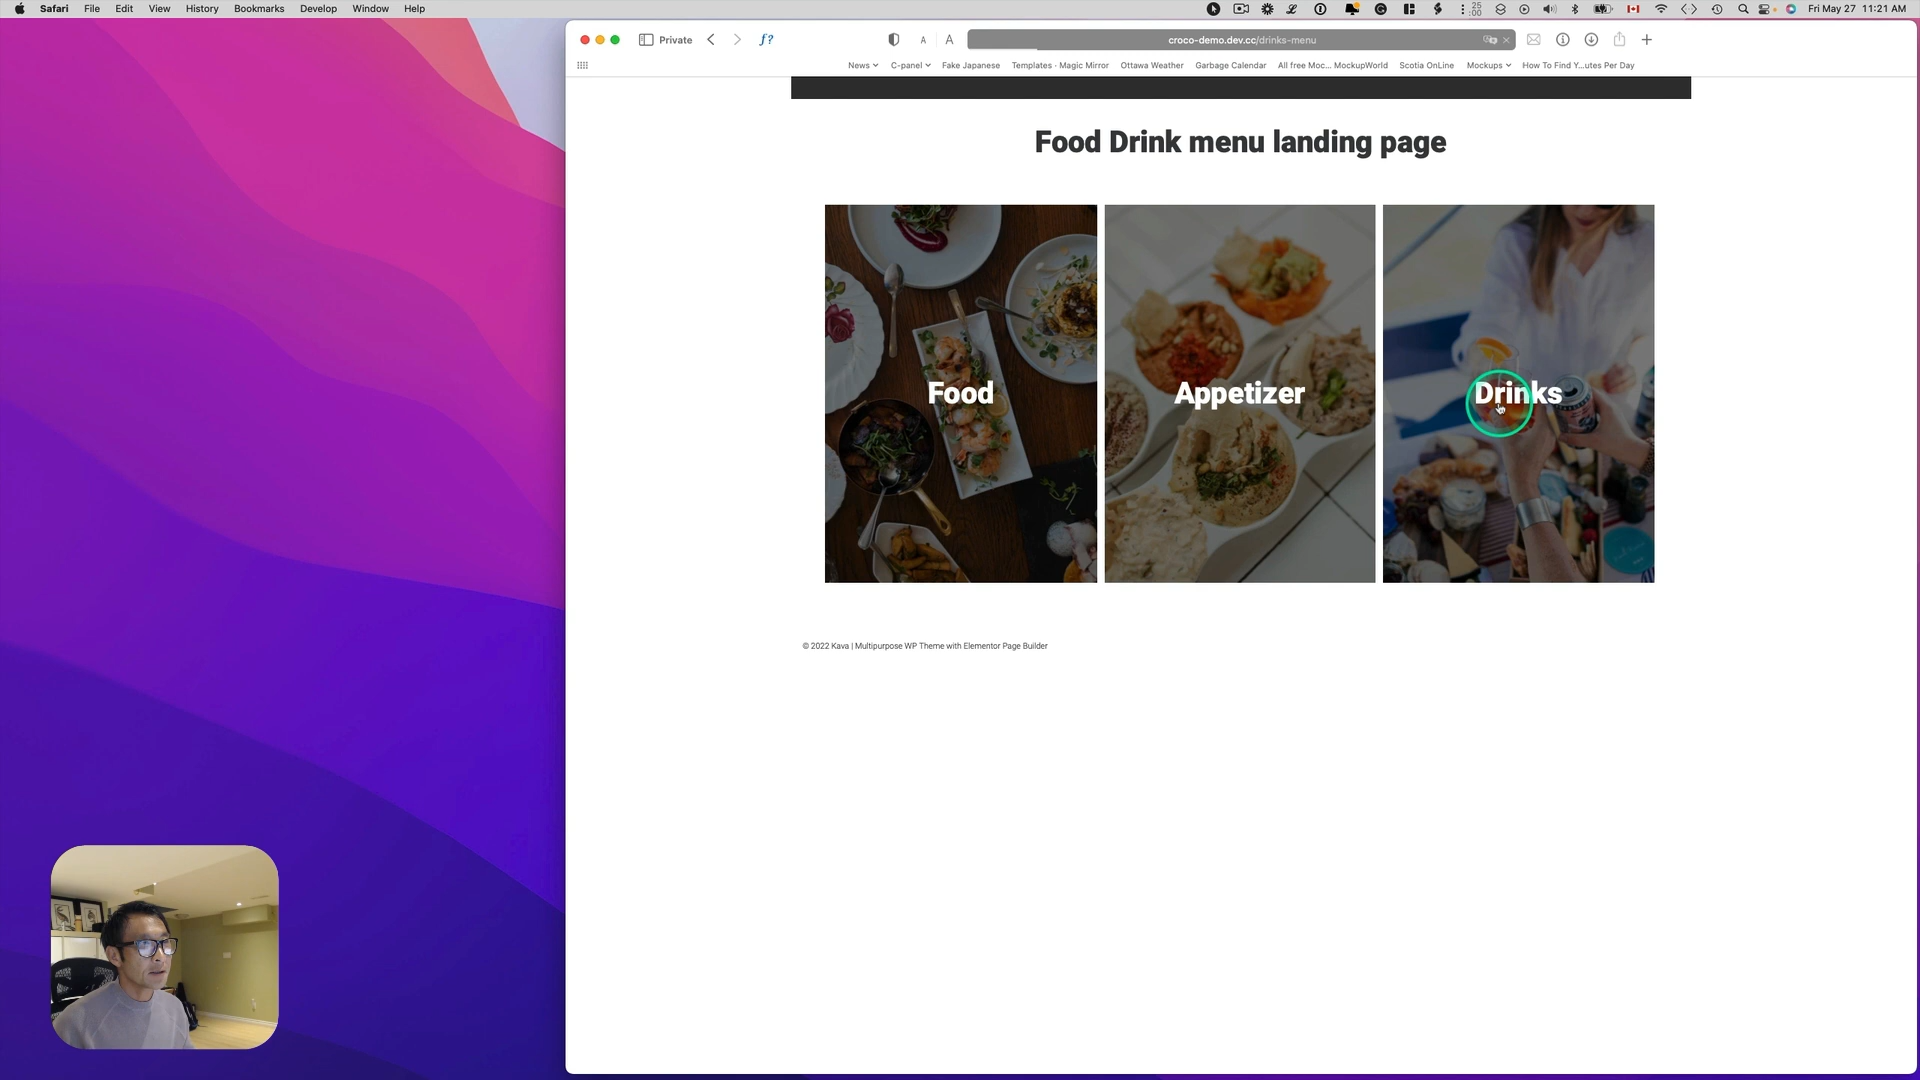 Safari File Edit View History Bookmarks Develop Window Help 25 :00 Fri May 27 11:21 AM
Private f? A A croco-demo.dev.cc/drinks-menu
News C-panel Fake Japanese Templates · Magic Mirror Ottawa Weather Garbage Calendar All free Moc... MockupWorld Scotia OnLine Mockups How To Find Y...utes Per Day
Food Drink menu landing page
Food Appetizer Drinks
© 2022 Kava | Multipurpose WP Theme with Elementor Page Builder